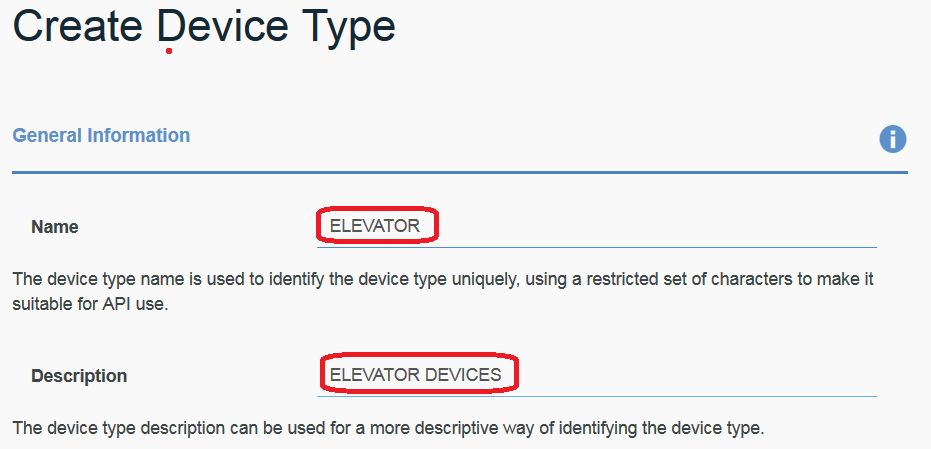 Create Device Type
General Information
Name ELEVATOR
The device type name is used to identify the device type uniquely, using a restricted set of characters to make it
suitable for API use.
Description ELEVATOR DEVICES
The device type description can be used for a more descriptive way of identifying the device type.